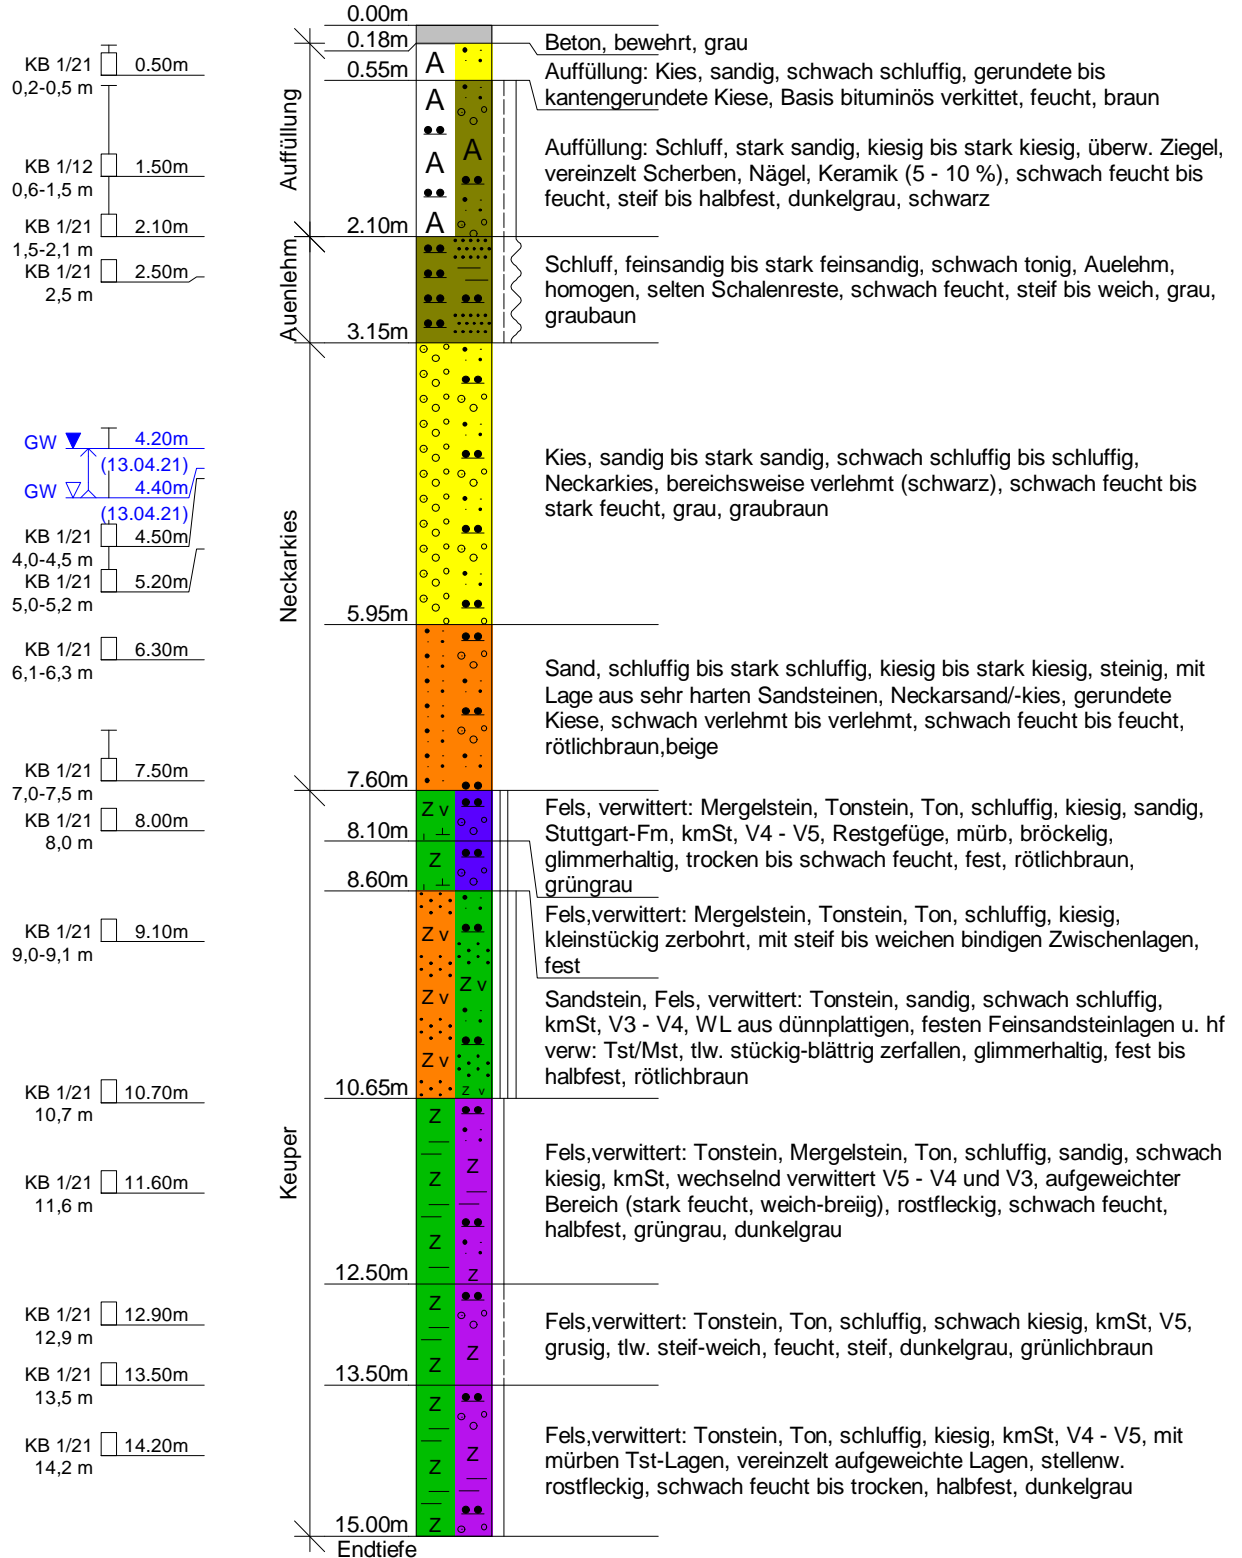 0.00m
0.18m
0.55m
2.10m
3.15m
5.95m
7.60m
8.10m
8.60m
10.65m
12.50m
13.50m
15.00m
Endtiefe
KB 1/21 0.50m
0,2-0,5 m
KB 1/12 1.50m
0,6-1,5 m
KB 1/21 2.10m
1,5-2,1 m
KB 1/21 2.50m
2,5 m
GW 4.20m
(13.04.21)
GW 4.40m
(13.04.21)
KB 1/21 4.50m
4,0-4,5 m
KB 1/21 5.20m
5,0-5,2 m
KB 1/21 6.30m
6,1-6,3 m
KB 1/21 7.50m
7,0-7,5 m
KB 1/21 8.00m
8,0 m
KB 1/21 9.10m
9,0-9,1 m
KB 1/21 10.70m
10,7 m
KB 1/21 11.60m
11,6 m
KB 1/21 12.90m
12,9 m
KB 1/21 13.50m
13,5 m
KB 1/21 14.20m
14,2 m
Auffüllung
Auenlehm
Neckarkies
Keuper
A
A
A
A
A
Z v
Z
Z v
Z v
Z v
Z v
Z v
Z
Z
Z
Z
Z
Z
Z
Z
Z
Z
Z
Z
Beton, bewehrt, grau
Auffüllung: Kies, sandig, schwach schluffig, gerundete bis
kantengerundete Kiese, Basis bituminös verkittet, feucht, braun
Auffüllung: Schluff, stark sandig, kiesig bis stark kiesig, überw. Ziegel,
vereinzelt Scherben, Nägel, Keramik (5 - 10 %), schwach feucht bis
feucht, steif bis halbfest, dunkelgrau, schwarz
Schluff, feinsandig bis stark feinsandig, schwach tonig, Auelehm,
homogen, selten Schalenreste, schwach feucht, steif bis weich, grau,
graubaun
Kies, sandig bis stark sandig, schwach schluffig bis schluffig,
Neckarkies, bereichsweise verlehmt (schwarz), schwach feucht bis
stark feucht, grau, graubraun
Sand, schluffig bis stark schluffig, kiesig bis stark kiesig, steinig, mit
Lage aus sehr harten Sandsteinen, Neckarsand/-kies, gerundete
Kiese, schwach verlehmt bis verlehmt, schwach feucht bis feucht,
rötlichbraun,beige
Fels, verwittert: Mergelstein, Tonstein, Ton, schluffig, kiesig, sandig,
Stuttgart-Fm, kmSt, V4 - V5, Restgefüge, mürb, bröckelig,
glimmerhaltig, trocken bis schwach feucht, fest, rötlichbraun,
grüngrau
Fels,verwittert: Mergelstein, Tonstein, Ton, schluffig, kiesig,
kleinstückig zerbohrt, mit steif bis weichen bindigen Zwischenlagen,
fest
Sandstein, Fels, verwittert: Tonstein, sandig, schwach schluffig,
kmSt, V3 - V4, WL aus dünnplattigen, festen Feinsandsteinlagen u. hf
verw: Tst/Mst, tlw. stückig-blättrig zerfallen, glimmerhaltig, fest bis
halbfest, rötlichbraun
Fels,verwittert: Tonstein, Mergelstein, Ton, schluffig, sandig, schwach
kiesig, kmSt, wechselnd verwittert V5 - V4 und V3, aufgeweichter
Bereich (stark feucht, weich-breiig), rostfleckig, schwach feucht,
halbfest, grüngrau, dunkelgrau
Fels,verwittert: Tonstein, Ton, schluffig, schwach kiesig, kmSt, V5,
grusig, tlw. steif-weich, feucht, steif, dunkelgrau, grünlichbraun
Fels,verwittert: Tonstein, Ton, schluffig, kiesig, kmSt, V4 - V5, mit
mürben Tst-Lagen, vereinzelt aufgeweichte Lagen, stellenw.
rostfleckig, schwach feucht bis trocken, halbfest, dunkelgrau